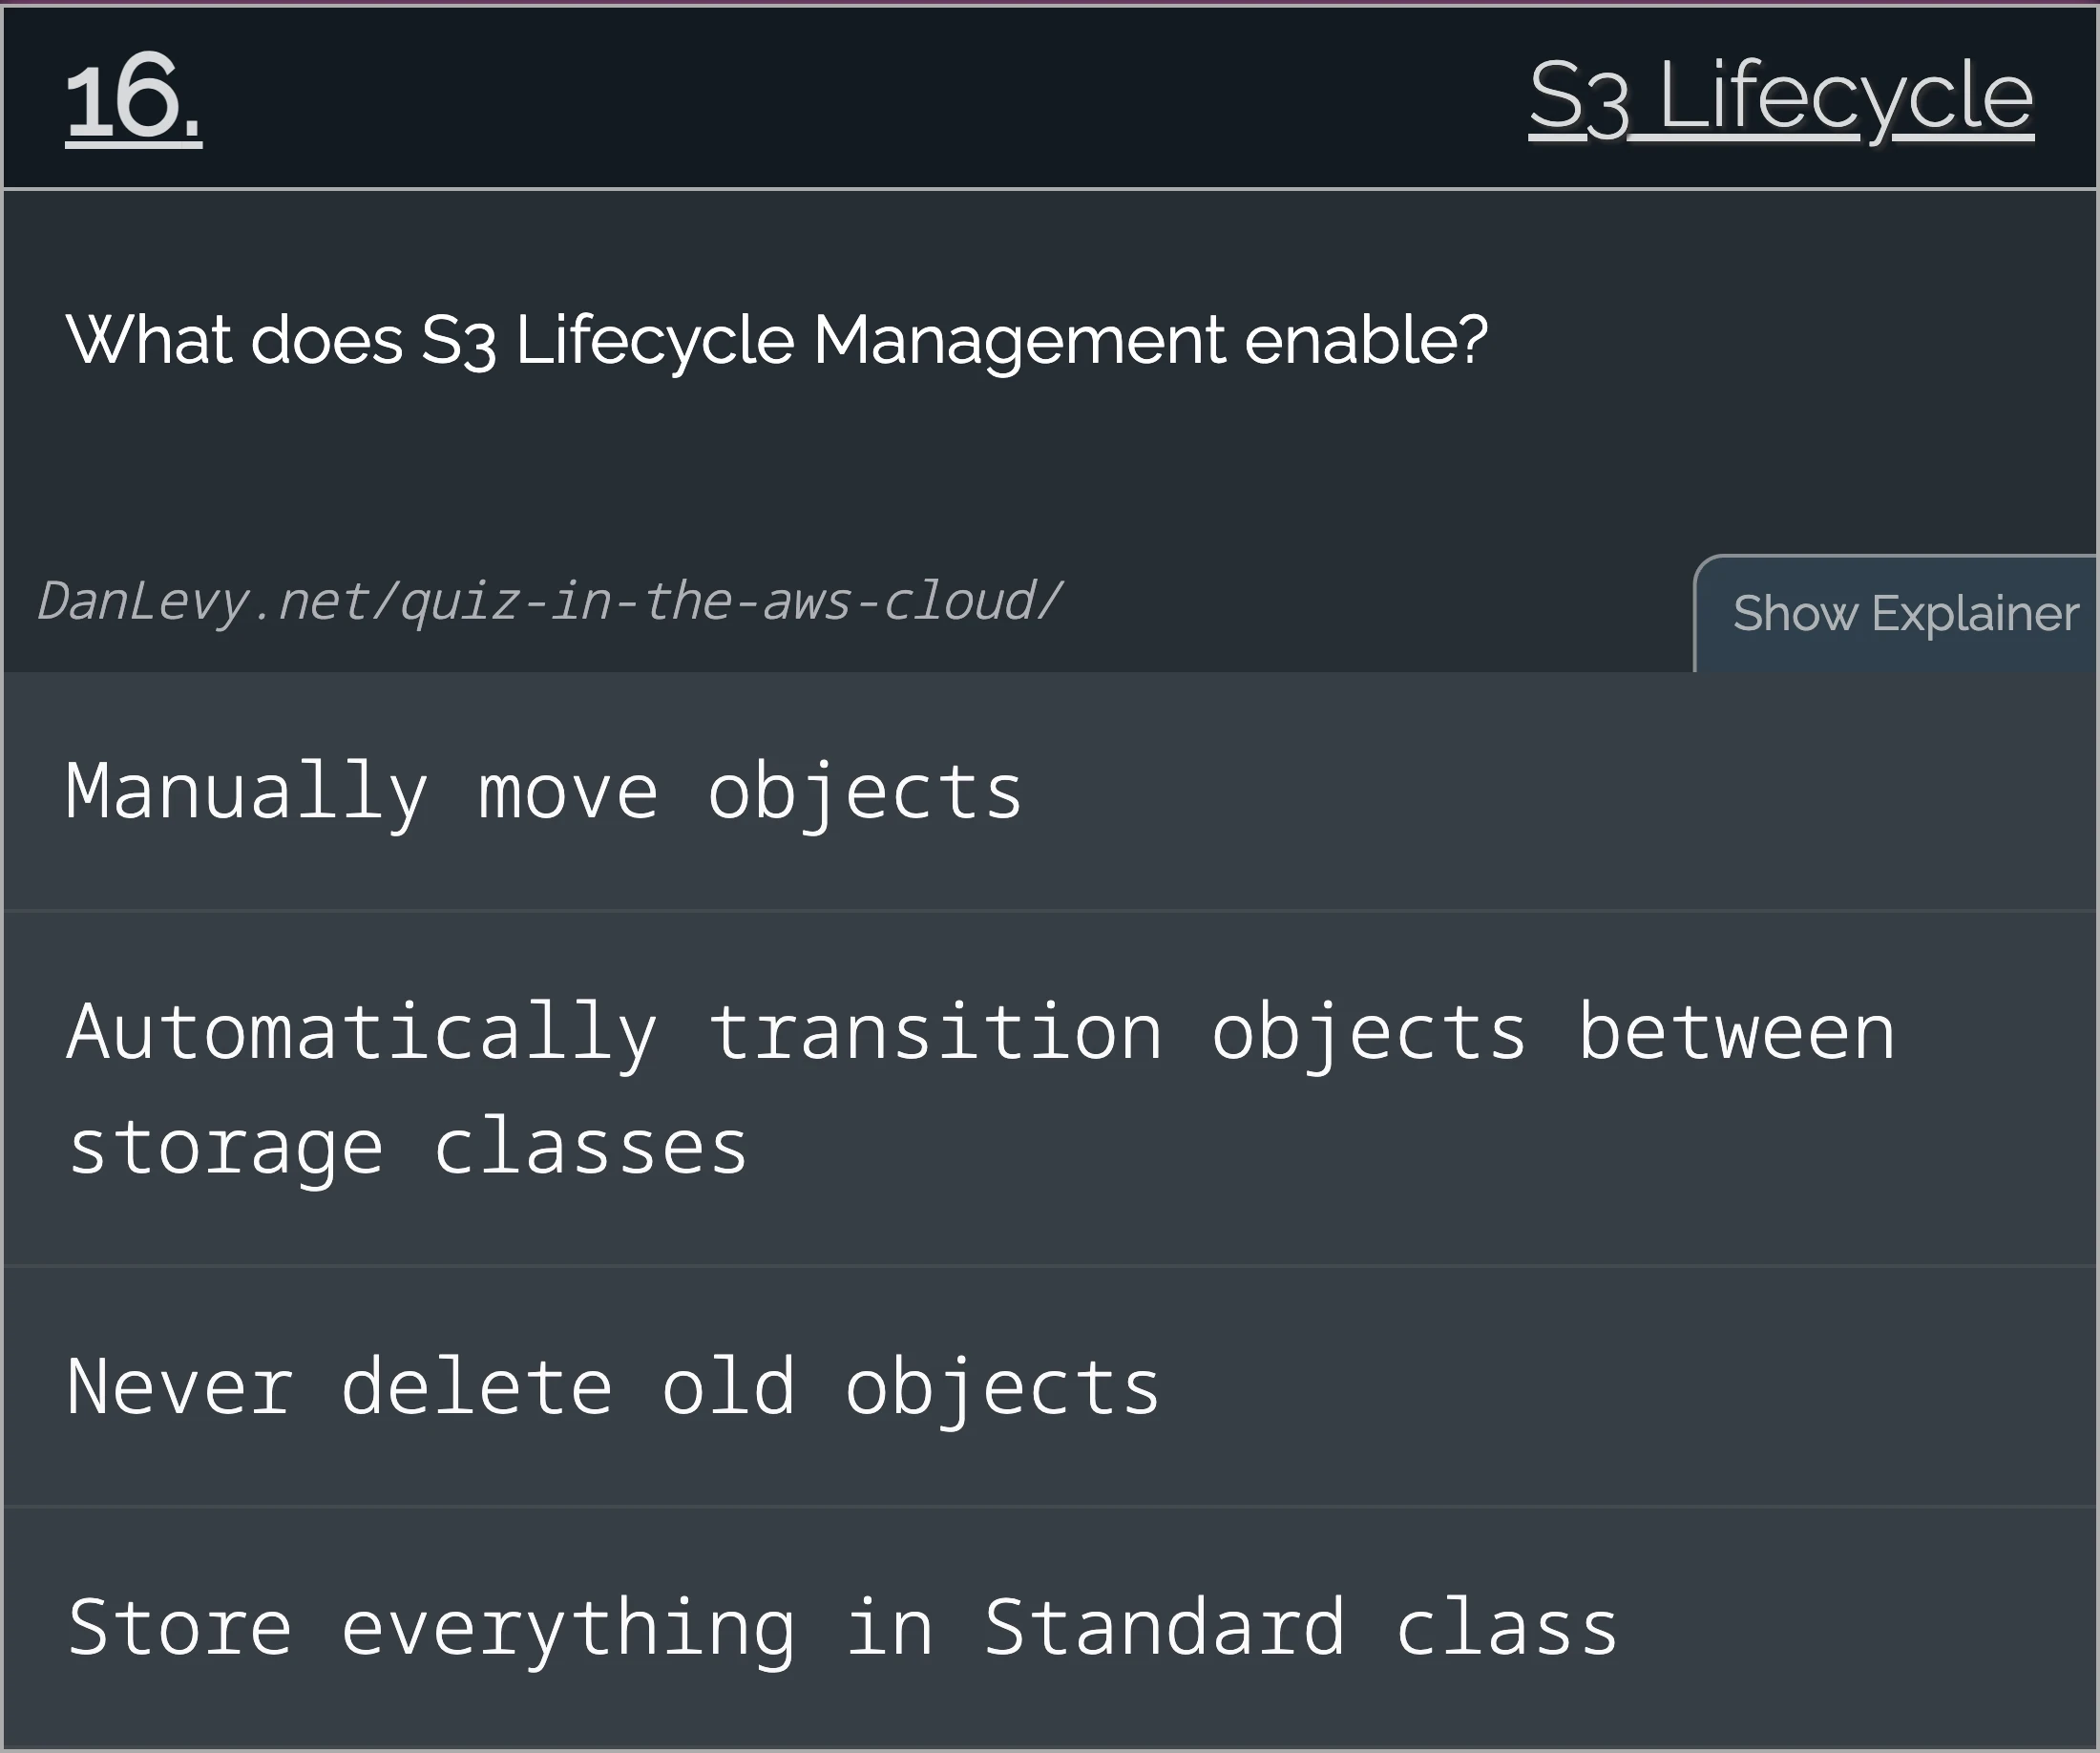 16.
S3 Lifecycle
What does S3 Lifecycle Management enable?
DanLevy.net/quiz-in-the-aws-cloud/
Show Explainer
Manually move objects
Automatically transition objects between
storage classes
Never delete old objects
Store everything in Standard class